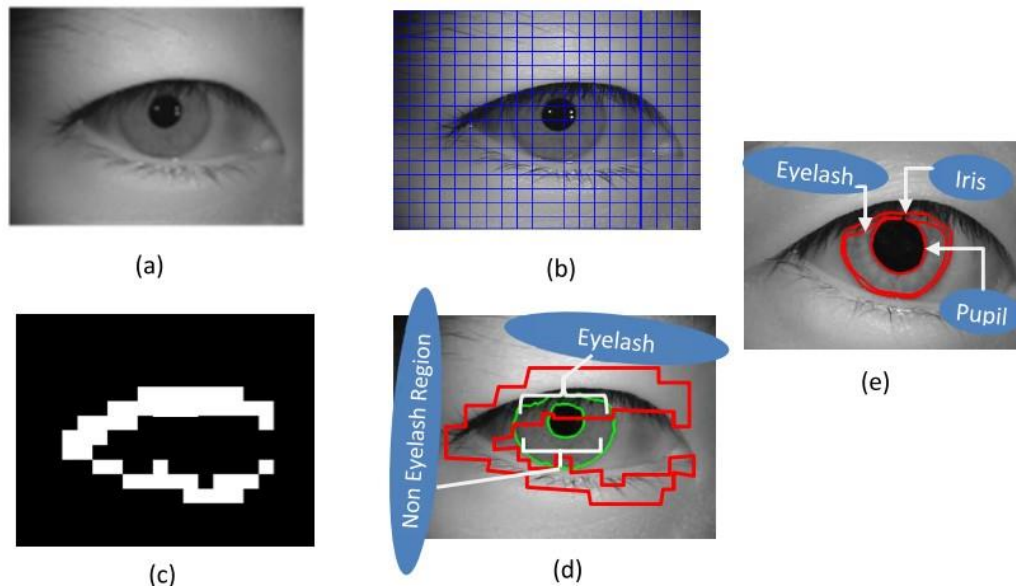 (a)
(b)
Eyelash
Iris
Pupil
(e)
(c)
Non Eyelash Region
Eyelash
(d)